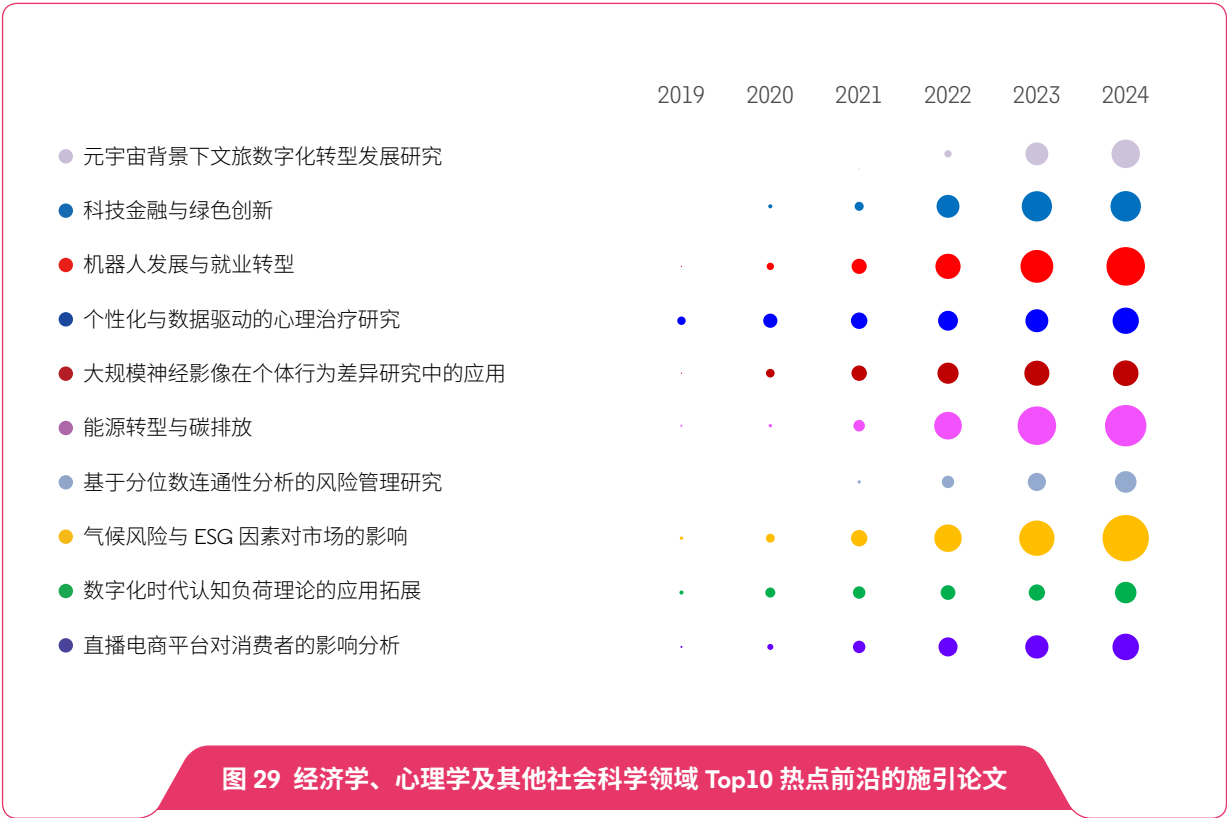 2019 2020 2021 2022 2023 2024
元宇宙背景下文旅数字化转型发展研究
科技金融与绿色创新
机器人发展与就业转型
个性化与数据驱动的心理治疗研究
大规模神经影像在个体行为差异研究中的应用
能源转型与碳排放
基于分位数连通性分析的风险管理研究
气候风险与 ESG 因素对市场的影响
数字化时代认知负荷理论的应用拓展
直播电商平台对消费者的影响分析
图 29 经济学、心理学及其他社会科学领域 Top10 热点前沿的施引论文